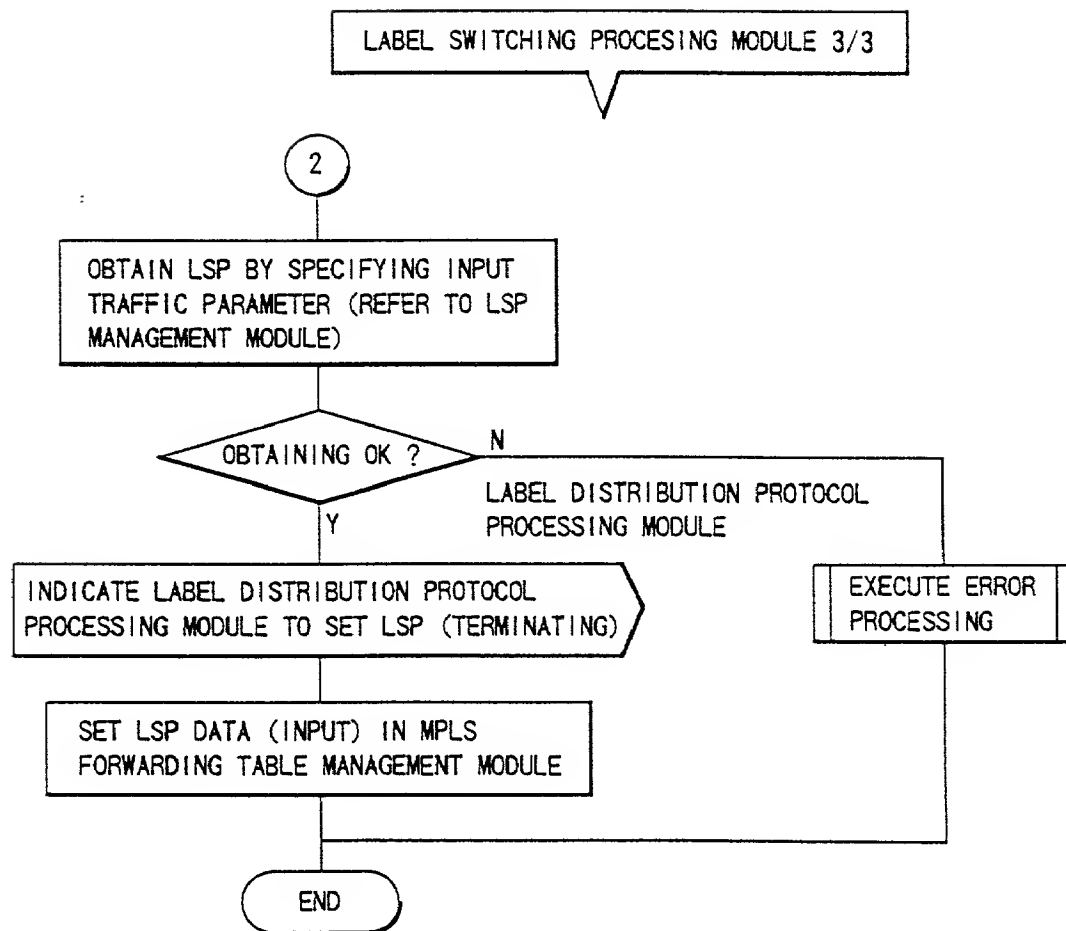 LABEL SWITCHING PROCESING MODULE 3/3
2
OBTAIN LSP BY SPECIFYING INPUT
TRAFFIC PARAMETER (REFER TO LSP
MANAGEMENT MODULE)
OBTAINING OK ?
N
LABEL DISTRIBUTION PROTOCOL
PROCESSING MODULE
Y
INDICATE LABEL DISTRIBUTION PROTOCOL
PROCESSING MODULE TO SET LSP (TERMINATING)
EXECUTE ERROR
PROCESSING
SET LSP DATA (INPUT) IN MPLS
FORWARDING TABLE MANAGEMENT MODULE
END